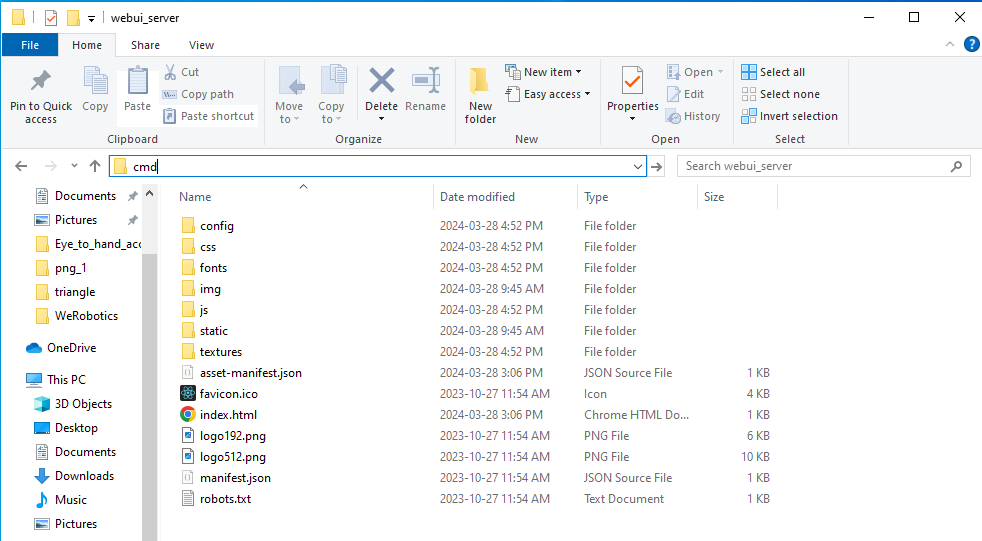 webui_server
File Home Share View
Pin to Quick access
Copy
Paste
Cut
Copy path
Paste shortcut
Clipboard
Move to
Copy to
Delete
Rename
Organize
New folder
New item
Easy access
New
Properties
Open
Edit
History
Open
Select all
Select none
Invert selection
Select
cmd
Search webui_server
Documents
Pictures
Eye_to_hand_acc
png_1
triangle
WeRobotics
OneDrive
This PC
3D Objects
Desktop
Documents
Downloads
Music
Pictures
Name Date modified Type Size
config 2024-03-28 4:52 PM File folder
css 2024-03-28 4:52 PM File folder
fonts 2024-03-28 4:52 PM File folder
img 2024-03-28 9:45 AM File folder
js 2024-03-28 4:52 PM File folder
static 2024-03-28 9:45 AM File folder
textures 2024-03-28 4:52 PM File folder
asset-manifest.json 2024-03-28 3:06 PM JSON Source File 1 KB
favicon.ico 2023-10-27 11:54 AM Icon 4 KB
index.html 2024-03-28 3:06 PM Chrome HTML Do... 1 KB
logo192.png 2023-10-27 11:54 AM PNG File 6 KB
logo512.png 2023-10-27 11:54 AM PNG File 10 KB
manifest.json 2023-10-27 11:54 AM JSON Source File 1 KB
robots.txt 2023-10-27 11:54 AM Text Document 1 KB